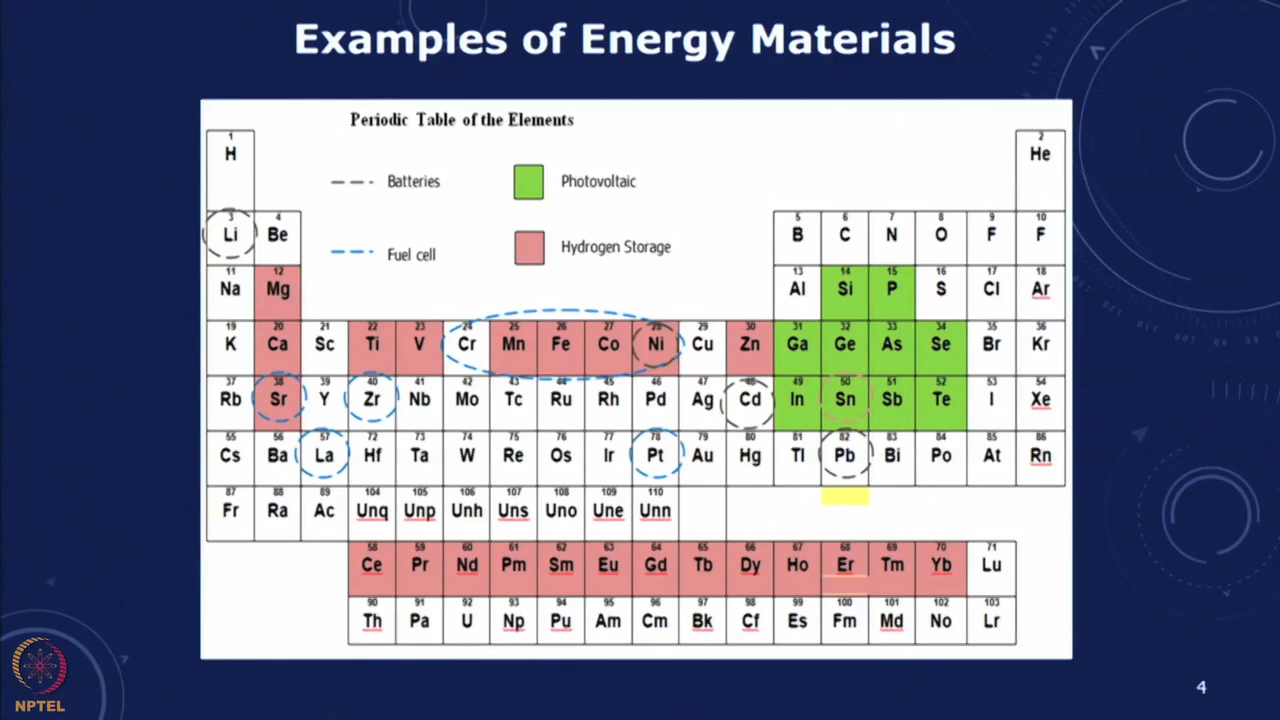 Examples of Energy Materials
Periodic Table of the Elements
Batteries
Photovoltaic
Fuel cell
Hydrogen Storage
1 2
H He
3 4 5 6 7 8 9 10
Li Be B C N O F F
11 12 13 14 15 16 17 18
Na Mg Al Si P S Cl Ar
19 20 21 22 23 24 25 26 27 28 29 30 31 32 33 34 35 36
K Ca Sc Ti V Cr Mn Fe Co Ni Cu Zn Ga Ge As Se Br Kr
37 38 39 40 41 42 43 44 45 46 47 48 49 50 51 52 53 54
Rb Sr Y Zr Nb Mo Tc Ru Rh Pd Ag Cd In Sn Sb Te I Xe
55 56 57 72 73 74 75 76 77 78 79 80 81 82 83 84 85 86
Cs Ba La Hf Ta W Re Os Ir Pt Au Hg Tl Pb Bi Po At Rn
87 88 89 104 105 106 107 108 109 110
Fr Ra Ac Unq Unp Unh Uns Uno Une Unn
58 59 60 61 62 63 64 65 66 67 68 69 70 71
Ce Pr Nd Pm Sm Eu Gd Tb Dy Ho Er Tm Yb Lu
90 91 92 93 94 95 96 97 98 99 100 101 102 103
Th Pa U Np Pu Am Cm Bk Cf Es Fm Md No Lr
4
NPTEL